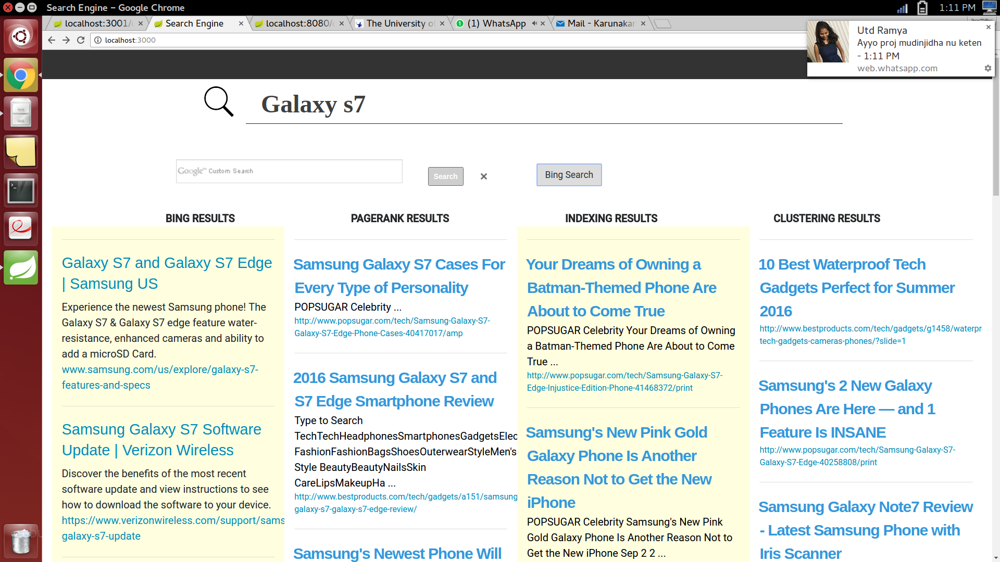 Search Engine – Google Chrome
1:11 PM
localhost:3001/
Search Engine
localhost:8080/
The University of
(1) WhatsApp
Mail - Karunakar
localhost:3000
Utd Ramya
Ayyo proj mudinjidha nu keten
- 1:11 PM
web.whatsapp.com
Galaxy s7
Google™ Custom Search
Search
Bing Search
BING RESULTS
PAGERANK RESULTS
INDEXING RESULTS
CLUSTERING RESULTS
Galaxy S7 and Galaxy S7 Edge
| Samsung US
Experience the newest Samsung phone! The
Galaxy S7 & Galaxy S7 edge feature water-
resistance, enhanced cameras and ability to
add a microSD Card.
www.samsung.com/us/explore/galaxy-s7-
features-and-specs
Samsung Galaxy S7 Software
Update | Verizon Wireless
Discover the benefits of the most recent
software update and view instructions to see
how to download the software to your device.
https://www.verizonwireless.com/support/sams
galaxy-s7-update
Samsung Galaxy S7 Cases For
Every Type of Personality
POPSUGAR Celebrity ...
http://www.popsugar.com/tech/Samsung-Galaxy-S7-
Galaxy-S7-Edge-Phone-Cases-40417017/amp
2016 Samsung Galaxy S7 and
S7 Edge Smartphone Review
Type to Search
TechTechHeadphonesSmartphonesGadgetsElec
FashionFashionBagsShoesOuterwearStyleMen's
Style BeautyBeautyNailsSkin
CareLipsMakeupHa ...
http://www.bestproducts.com/tech/gadgets/a151/samsung
galaxy-s7-galaxy-s7-edge-review/
Samsung's Newest Phone Will
Your Dreams of Owning a
Batman-Themed Phone Are
About to Come True
POPSUGAR Celebrity Your Dreams of Owning
a Batman-Themed Phone Are About to Come
True ...
http://www.popsugar.com/tech/Samsung-Galaxy-S7-
Edge-Injustice-Edition-Phone-41468372/print
Samsung's New Pink Gold
Galaxy Phone Is Another
Reason Not to Get the New
iPhone
POPSUGAR Celebrity Samsung's New Pink
Gold Galaxy Phone Is Another Reason Not to
Get the New iPhone Sep 2 2 ...
10 Best Waterproof Tech
Gadgets Perfect for Summer
2016
http://www.bestproducts.com/tech/gadgets/g1458/waterpr
tech-gadgets-cameras-phones/?slide=1
Samsung's 2 New Galaxy
Phones Are Here — and 1
Feature Is INSANE
http://www.popsugar.com/tech/Samsung-Galaxy-S7-
Galaxy-S7-Edge-40258808/print
Samsung Galaxy Note7 Review
- Latest Samsung Phone with
Iris Scanner